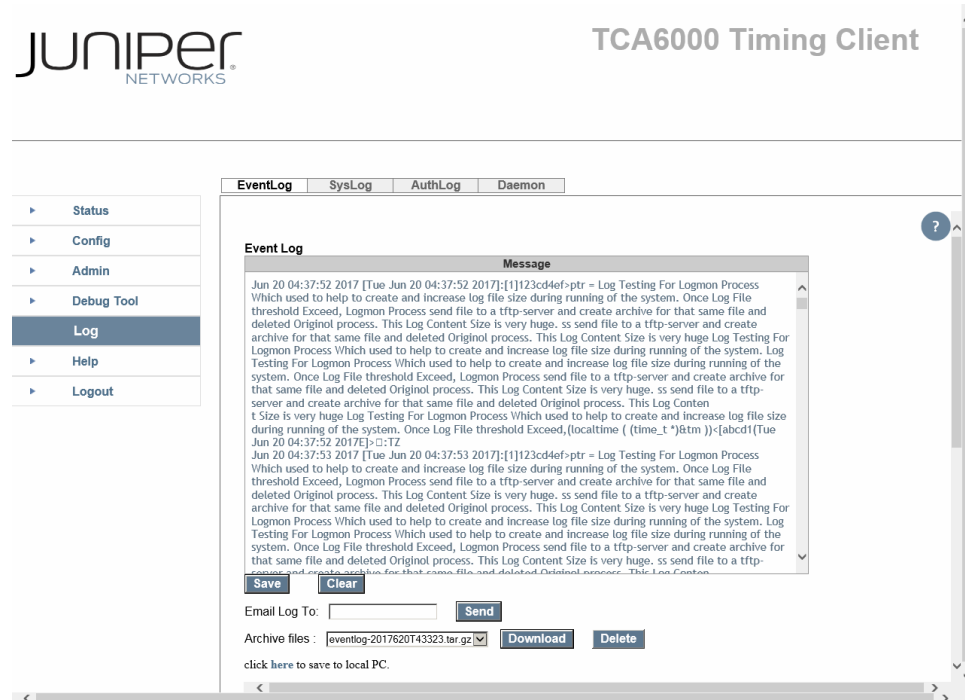 JUNIPER
NETWORKS
TCA6000 Timing Client
EventLog SysLog AuthLog Daemon
Status
Config
Admin
Debug Tool
Log
Help
Logout
?
Event Log
Message
Jun 20 04:37:52 2017 [Tue Jun 20 04:37:52 2017]:[1]123cd4ef>ptr = Log Testing For Logmon Process
Which used to help to create and increase log file size during running of the system. Once Log File
threshold Exceed, Logmon Process send file to a tftp-server and create archive for that same file and
deleted Originol process. This Log Content Size is very huge. ss send file to a tftp-server and create
archive for that same file and deleted Originol process. This Log Content Size is very huge Log Testing For
Logmon Process Which used to help to create and increase log file size during running of the system. Log
Testing For Logmon Process Which used to help to create and increase log file size during running of the
system. Once Log File threshold Exceed, Logmon Process send file to a tftp-server and create archive for
that same file and deleted Originol process. This Log Content Size is very huge. ss send file to a tftp-
server and create archive for that same file and deleted Originol process. This Log Conten
t Size is very huge Log Testing For Logmon Process Which used to help to create and increase log file size
during running of the system. Once Log File threshold Exceed,(localtime ( (time_t *)&tm ))<[abcd1(Tue
Jun 20 04:37:52 2017E]>□:TZ
Jun 20 04:37:53 2017 [Tue Jun 20 04:37:53 2017]:[1]123cd4ef>ptr = Log Testing For Logmon Process
Which used to help to create and increase log file size during running of the system. Once Log File
threshold Exceed, Logmon Process send file to a tftp-server and create archive for that same file and
deleted Originol process. This Log Content Size is very huge. ss send file to a tftp-server and create
archive for that same file and deleted Originol process. This Log Content Size is very huge Log Testing For
Logmon Process Which used to help to create and increase log file size during running of the system. Log
Testing For Logmon Process Which used to help to create and increase log file size during running of the
system. Once Log File threshold Exceed, Logmon Process send file to a tftp-server and create archive for
that same file and deleted Originol process. This Log Content Size is very huge. ss send file to a tftp-
server and create archive for that same file and deleted Originol process. This Log Conten
Save Clear
Email Log To: Send
Archive files : eventlog-2017620T43323.tar.gz Download Delete
click here to save to local PC.